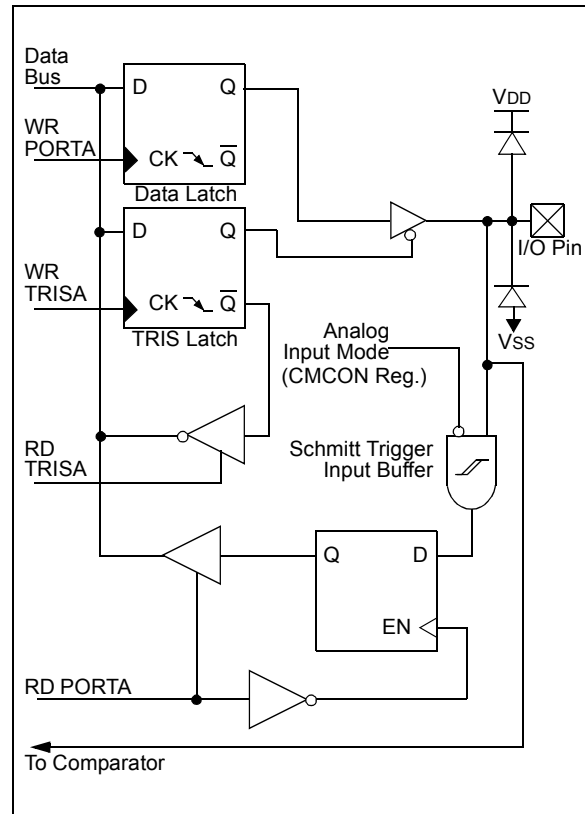 Data
Bus
D Q
VDD
WR
PORTA
CK Q̅
Data Latch
D Q
I/O Pin
WR
TRISA
CK Q̅
TRIS Latch
VSS
Analog
Input Mode
(CMCON Reg.)
RD
TRISA
Schmitt Trigger
Input Buffer
Q D
EN
RD PORTA
To Comparator